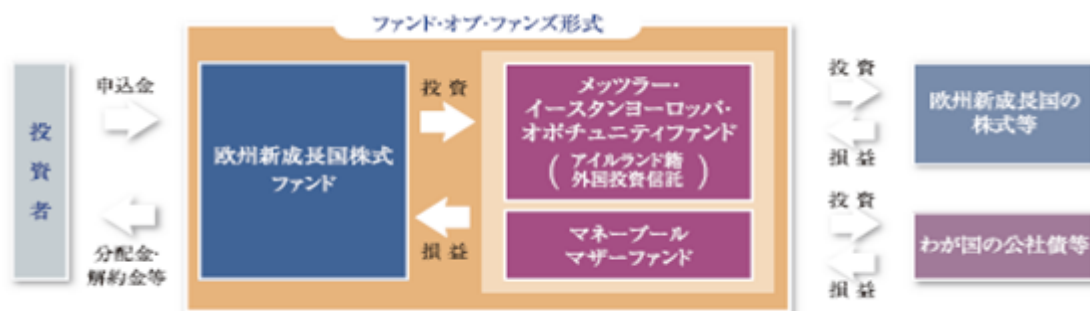 ファンド・オブ・ファンズ形式
投資者
申込金
分配金・
解約金等
欧州新成長国株式
ファンド
投資
損益
メッツラー・
イースタンヨーロッパ・
オポチュニティファンド
(アイルランド籍
外国投資信託)
マネープール
マザーファンド
投資
損益
欧州新成長国の
株式等
投資
損益
わが国の公社債等